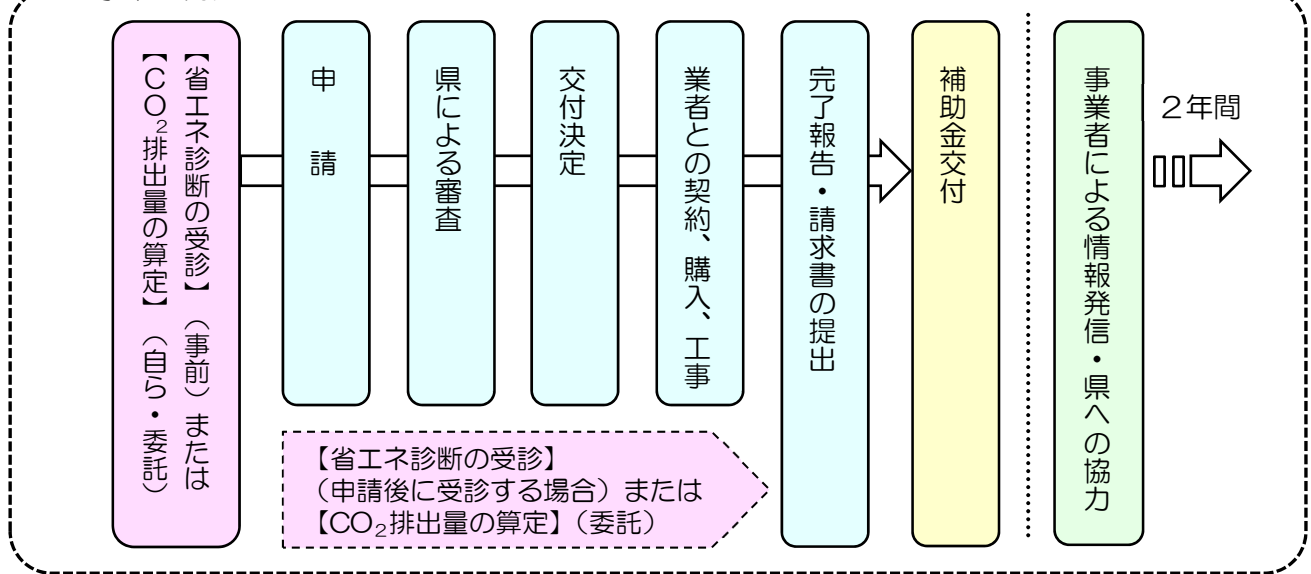 【省エネ診断の受診】（事前）または
【CO₂排出量の算定】（自ら・委託）
申請
県による審査
交付決定
業者との契約、購入、工事
完了報告・請求書の提出
補助金交付
事業者による情報発信・県への協力
２年間
【省エネ診断の受診】
（申請後に受診する場合）または
【CO₂排出量の算定】（委託）